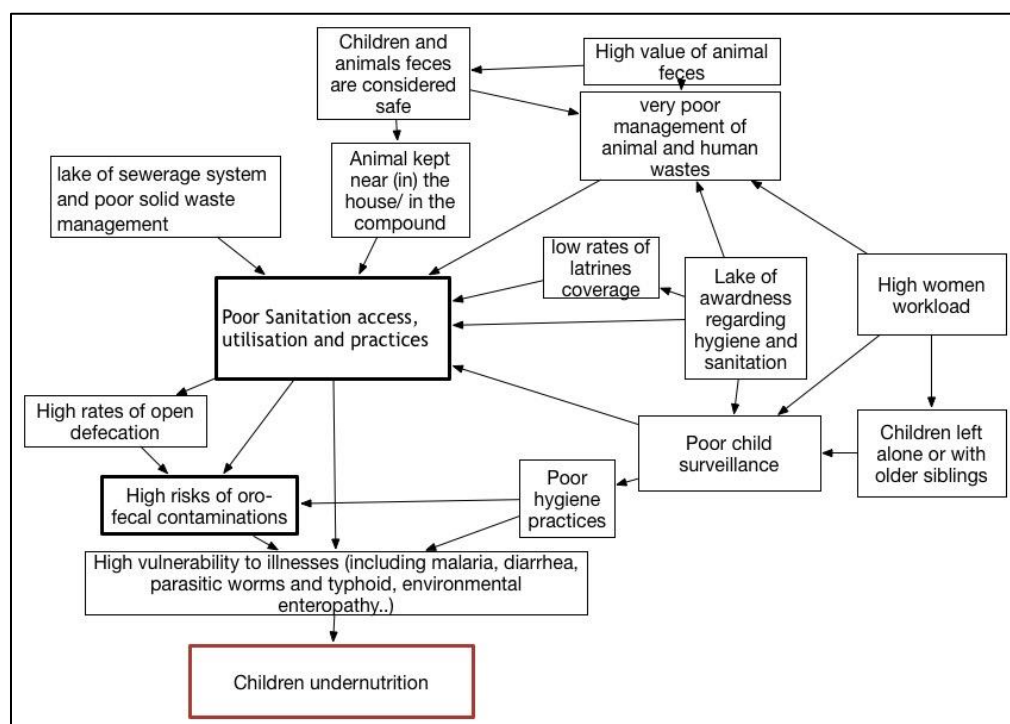 Children and
animals feces
are considered
safe
High value of animal
feces
very poor
management of
animal and human
wastes
lake of sewerage system
and poor solid waste
management
Animal kept
near (in) the
house/ in the
compound
low rates of
latrines
coverage
Lake of
awardness
regarding
hygiene and
sanitation
High women
workload
Poor Sanitation access,
utilisation and practices
High rates of open
defecation
Poor child
surveillance
Children left
alone or with
older siblings
High risks of oro-
fecal contaminations
Poor
hygiene
practices
High vulnerability to illnesses (including malaria, diarrhea,
parasitic worms and typhoid, environmental
enteropathy..)
Children undernutrition